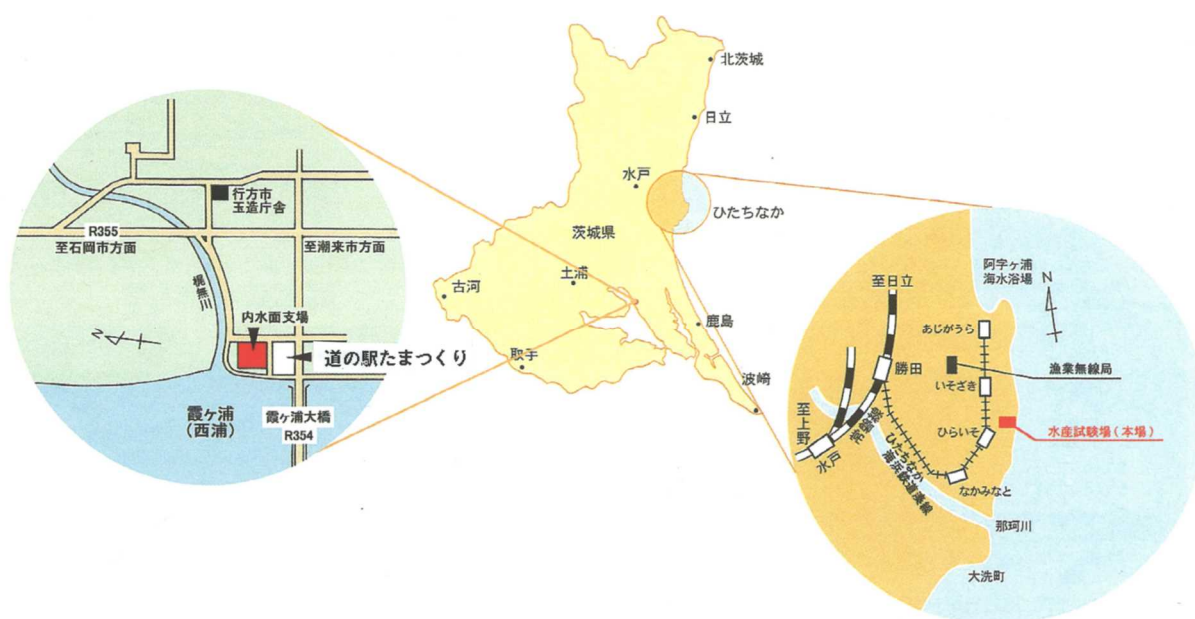 北茨城
日立
水戸
ひたちなか
茨城県
土浦
古河
鹿島
取手
波崎
行方市
玉造庁舎
R355
至石岡市方面
至潮来市方面
梶無川
内水面支場
道の駅たまつくり
霞ヶ浦
(西浦)
霞ヶ浦大橋
R354
阿字ヶ浦
海水浴場
N
至日立
あじがうら
勝田
漁業無線局
いそざき
至上野
常磐線
水産試験場(本場)
ひらいそ
水戸
ひたちなか
海浜鉄道湊線
なかみなと
那珂川
大洗町